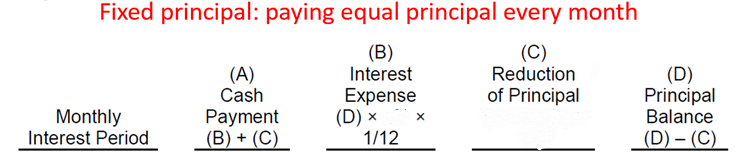 Fixed principal: paying equal principal every month
Monthly
Interest Period
(A)
Cash
Payment
(B) + (C)
(B)
Interest
Expense
(D) × ×
1/12
(C)
Reduction
of Principal
(D)
Principal
Balance
(D) – (C)